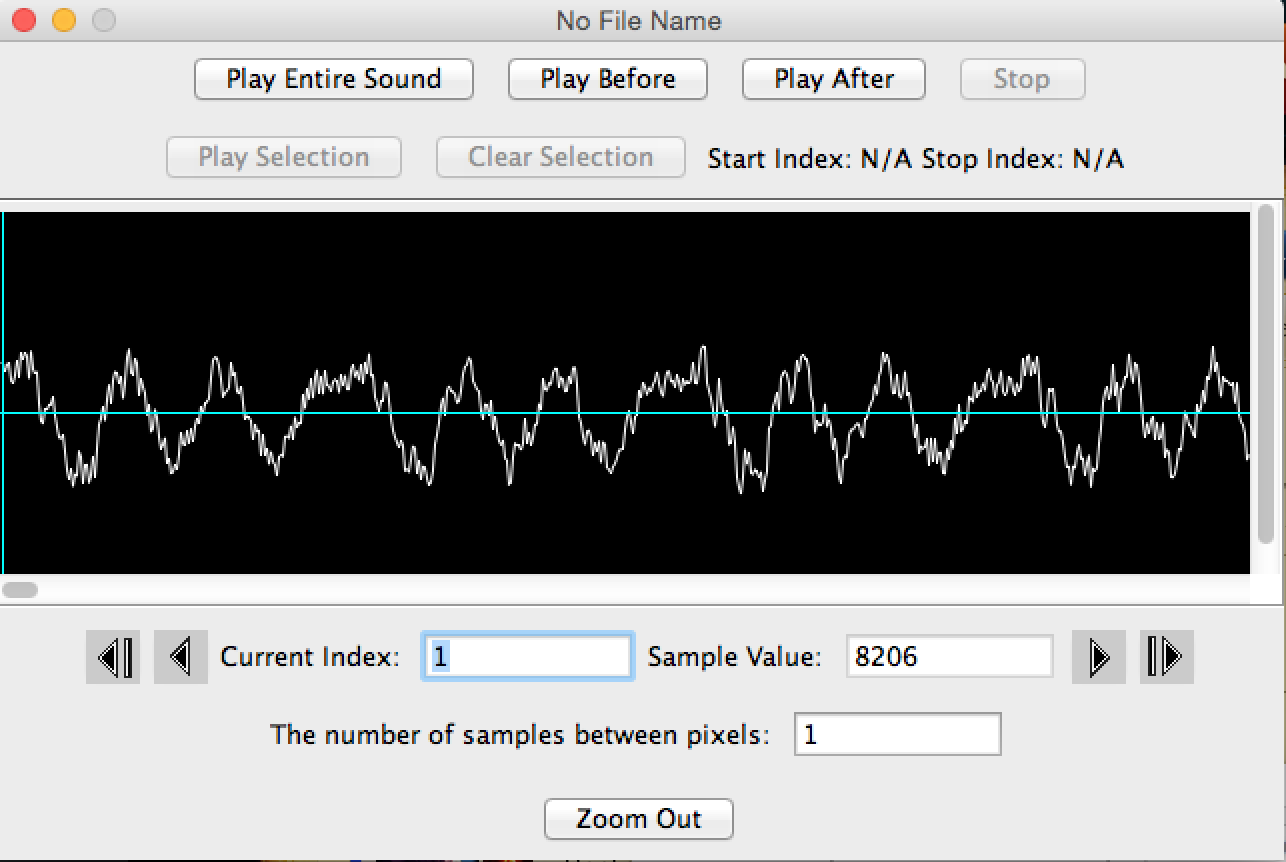 No File Name
Play Entire Sound Play Before Play After Stop
Play Selection Clear Selection Start Index: N/A Stop Index: N/A
Current Index: 1 Sample Value: 8206
The number of samples between pixels: 1
Zoom Out